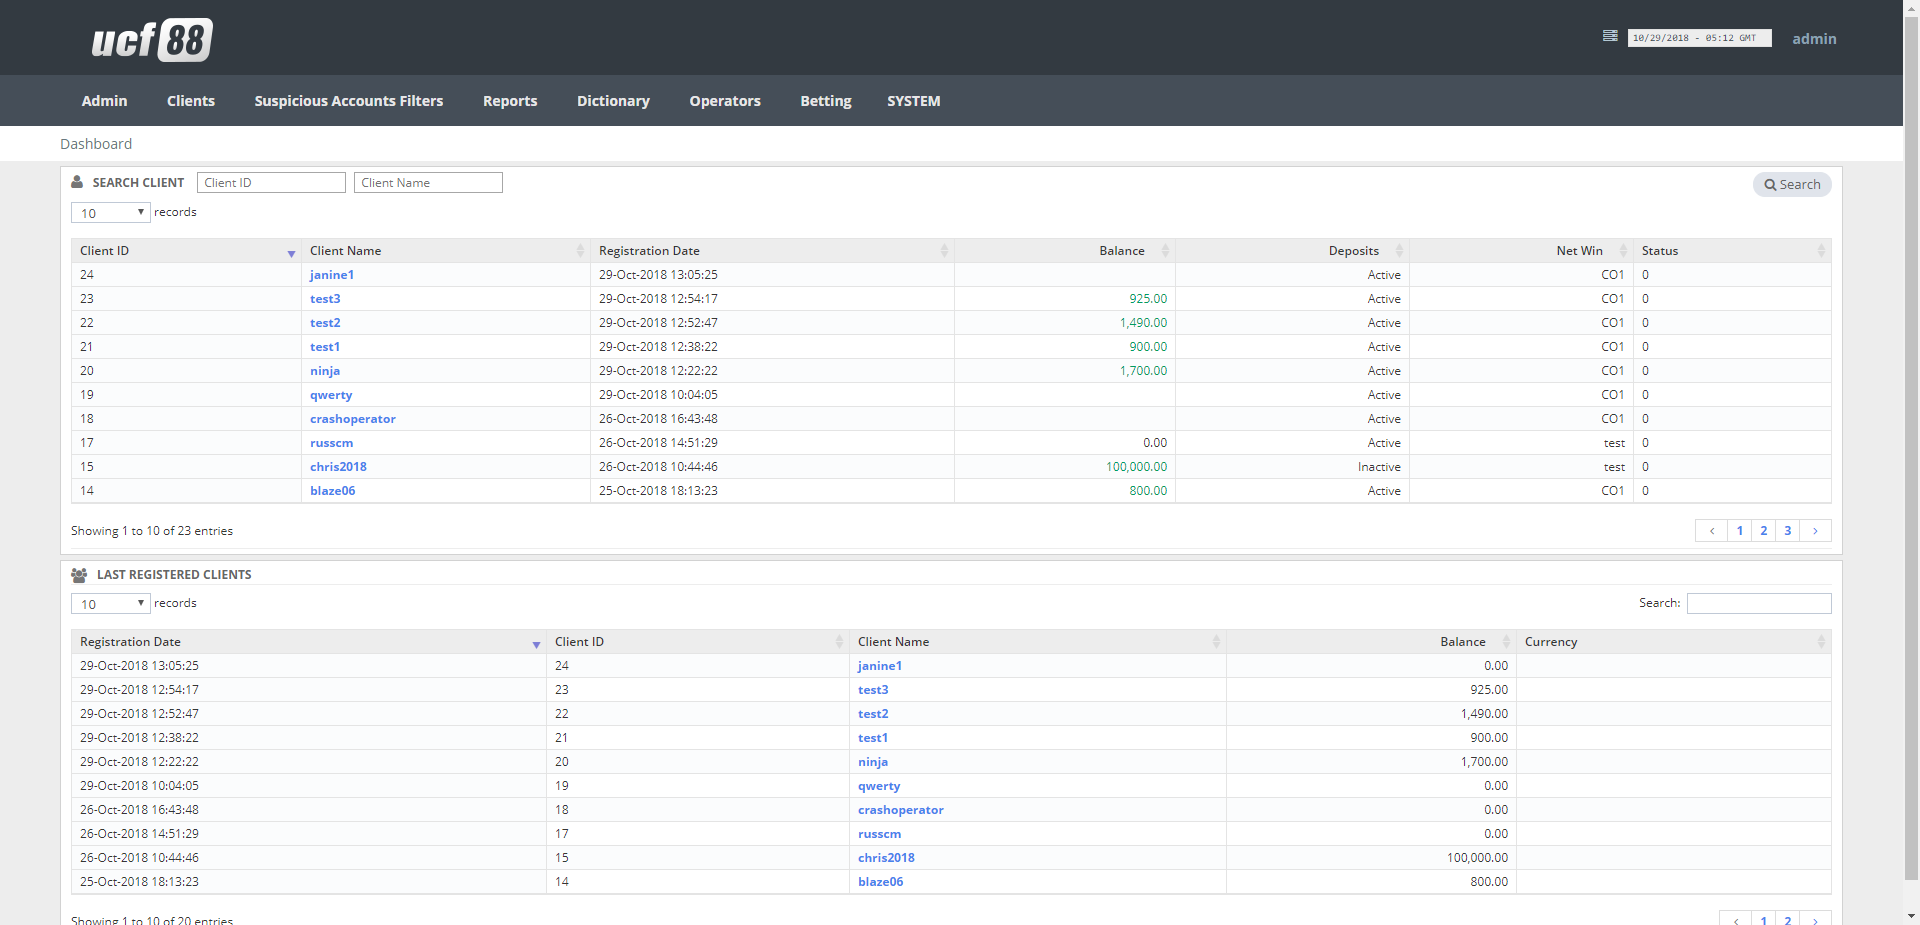 ucf88
10/29/2018 - 05:12 GMT admin
Admin Clients Suspicious Accounts Filters Reports Dictionary Operators Betting SYSTEM
Dashboard
SEARCH CLIENT Client ID Client Name Search
10 records
Client ID Client Name Registration Date Balance Deposits Net Win Status
24 janine1 29-Oct-2018 13:05:25 Active CO1 0
23 test3 29-Oct-2018 12:54:17 925.00 Active CO1 0
22 test2 29-Oct-2018 12:52:47 1,490.00 Active CO1 0
21 test1 29-Oct-2018 12:38:22 900.00 Active CO1 0
20 ninja 29-Oct-2018 12:22:22 1,700.00 Active CO1 0
19 qwerty 29-Oct-2018 10:04:05 Active CO1 0
18 crashoperator 26-Oct-2018 16:43:48 Active CO1 0
17 russcm 26-Oct-2018 14:51:29 0.00 Active test 0
15 chris2018 26-Oct-2018 10:44:46 100,000.00 Inactive test 0
14 blaze06 25-Oct-2018 18:13:23 800.00 Active CO1 0
Showing 1 to 10 of 23 entries ‹ 1 2 3 ›
LAST REGISTERED CLIENTS
10 records Search:
Registration Date Client ID Client Name Balance Currency
29-Oct-2018 13:05:25 24 janine1 0.00
29-Oct-2018 12:54:17 23 test3 925.00
29-Oct-2018 12:52:47 22 test2 1,490.00
29-Oct-2018 12:38:22 21 test1 900.00
29-Oct-2018 12:22:22 20 ninja 1,700.00
29-Oct-2018 10:04:05 19 qwerty 0.00
26-Oct-2018 16:43:48 18 crashoperator 0.00
26-Oct-2018 14:51:29 17 russcm 0.00
26-Oct-2018 10:44:46 15 chris2018 100,000.00
25-Oct-2018 18:13:23 14 blaze06 800.00
Showing 1 to 10 of 20 entries ‹ 1 2 ›